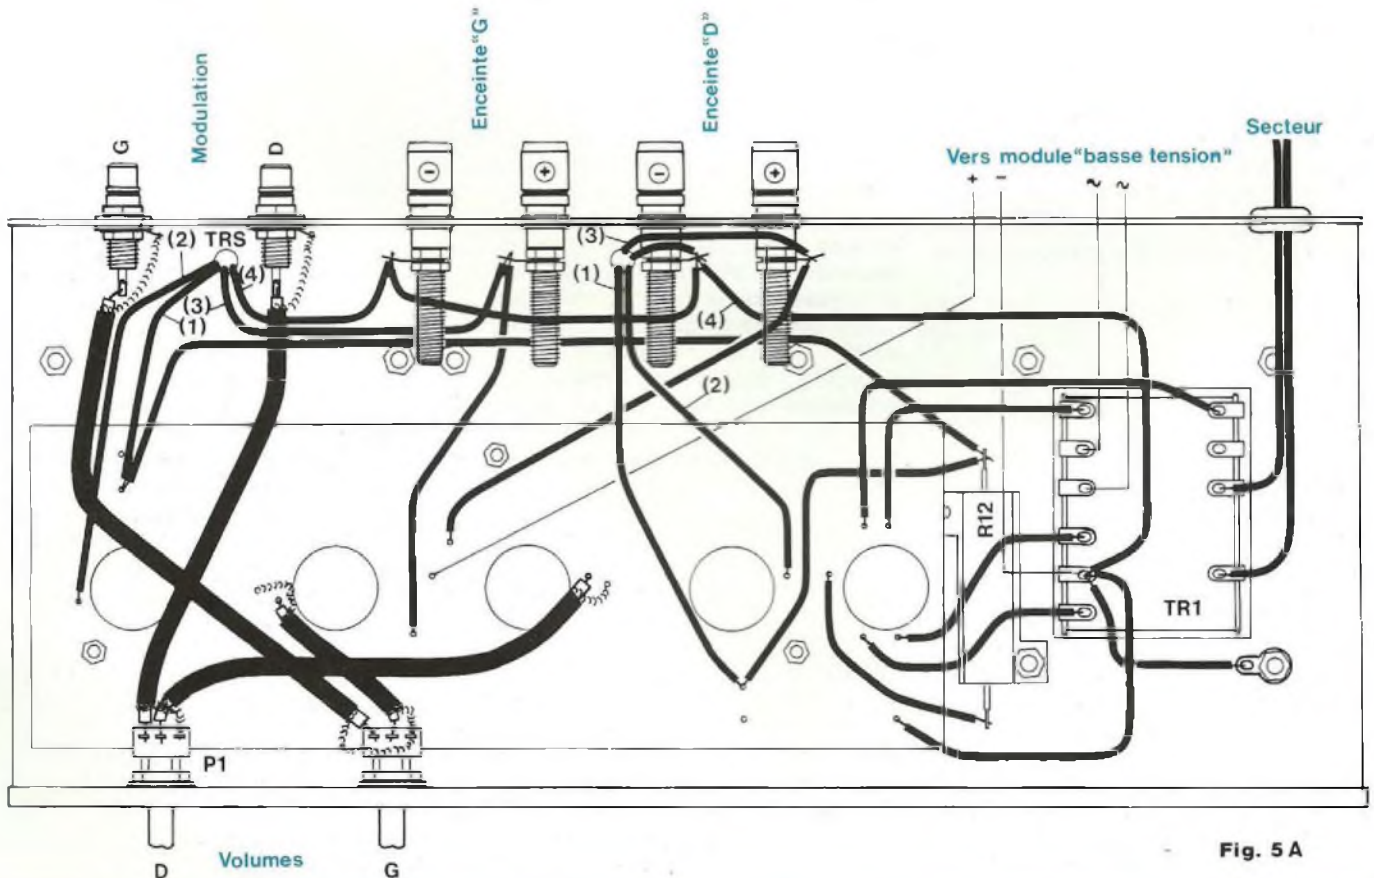 Modulation
Enceinte"G"
Enceinte"D"
Secteur
Vers module"basse tension"
G
D
− + − +
+ − ~ ~
(2) TRS
(4)
(3)
(1)
(3)
(1)
(4)
(2)
R12
TR1
P1
D
Volumes
G
Fig. 5 A